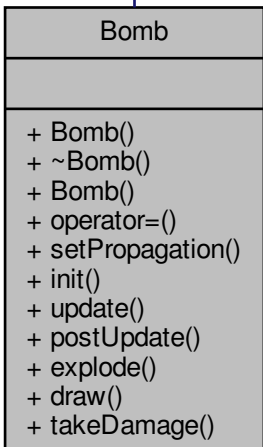 Bomb
+ Bomb()
+ ~Bomb()
+ Bomb()
+ operator=()
+ setPropagation()
+ init()
+ update()
+ postUpdate()
+ explode()
+ draw()
+ takeDamage()